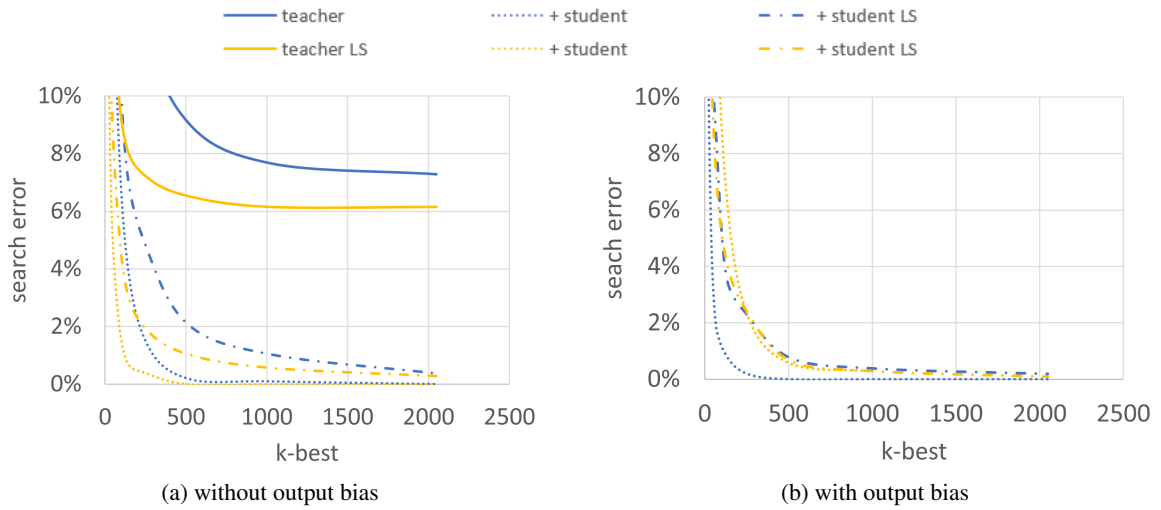 teacher + student + student LS
teacher LS + student + student LS
10%
8%
6%
4%
2%
0%
search error
0 500 1000 1500 2000 2500
k-best
(a) without output bias
10%
8%
6%
4%
2%
0%
seach error
0 500 1000 1500 2000 2500
k-best
(b) with output bias